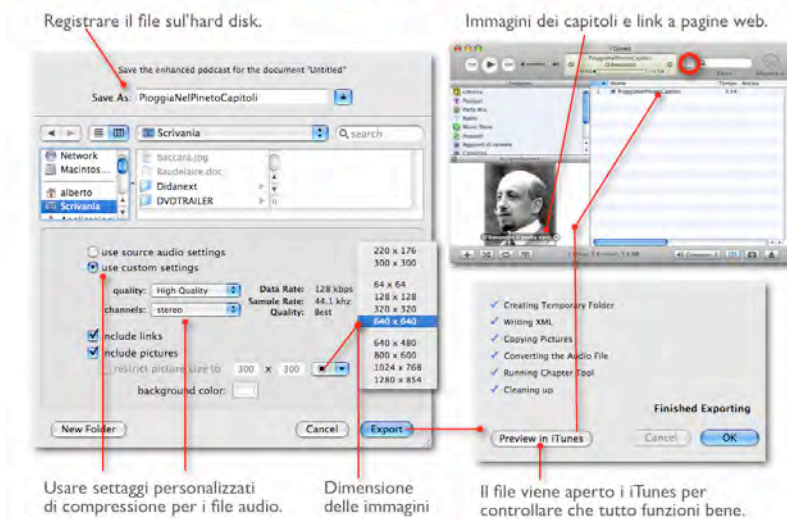 Registrare il file sul'hard disk.
Immagini dei capitoli e link a pagine web.
Save the enhanced podcast for the document "Untitled"
Save As: PioggiaNelPinetoCapitoli
Scrivania
search
Network
Macintos...
alberto
Scrivania
baccara.jpg
Baudelaire.doc
Didanext
DVDTRAILER
use source audio settings
use custom settings
quality: High Quality
channels: stereo
Data Rate: 128 kbps
Sample Rate: 44.1 khz
Quality: Best
include links
include pictures
restrict picture size to 300 x 300
background color:
220 x 176
300 x 300
64 x 64
128 x 128
320 x 320
640 x 640
640 x 480
800 x 600
1024 x 768
1280 x 854
New Folder
Cancel
Export
iTunes
PioggiaNelPinetoCapitoli
Nome
PioggiaNelPinetoCapitoli
Creating Temporary Folder
Writing XML
Copying Pictures
Converting the Audio File
Running Chapter Tool
Cleaning up
Finished Exporting
Preview in iTunes
Cancel
OK
Usare settaggi personalizzati
di compressione per i file audio.
Dimensione
delle immagini
Il file viene aperto i iTunes per
controllare che tutto funzioni bene.